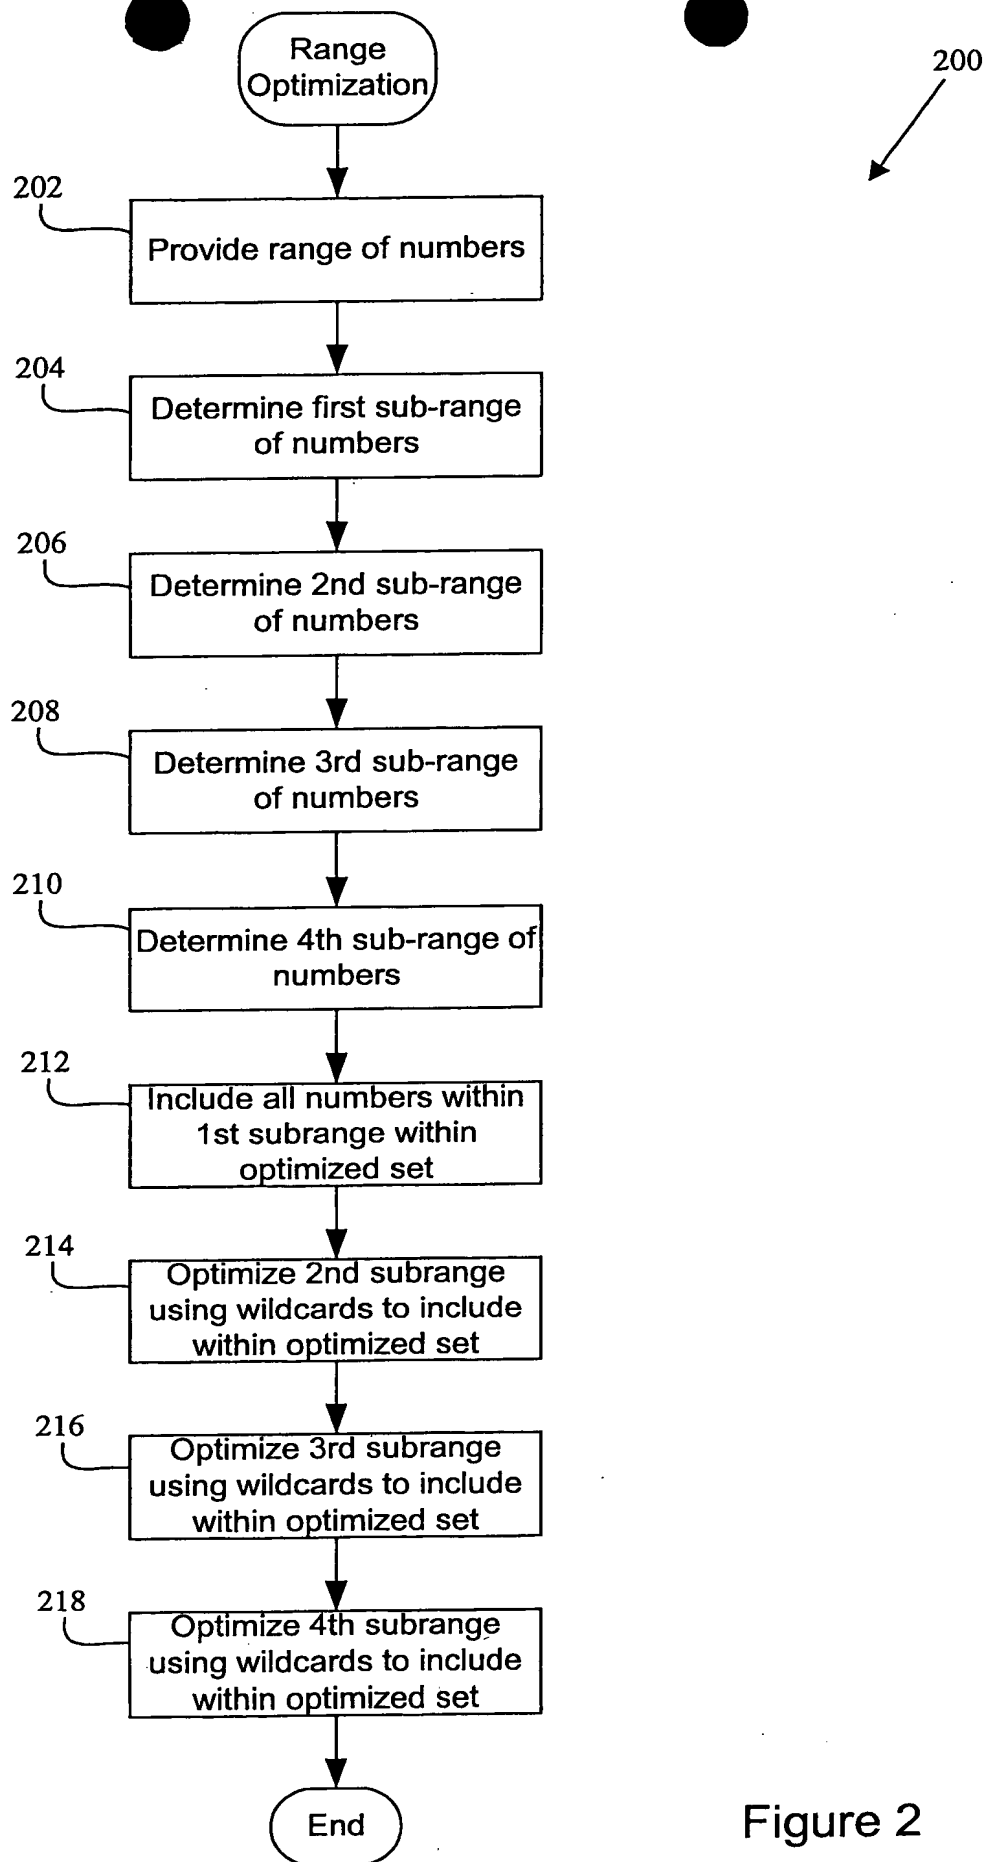 Range
Optimization
200
202
Provide range of numbers
204
Determine first sub-range
of numbers
206
Determine 2nd sub-range
of numbers
208
Determine 3rd sub-range
of numbers
210
Determine 4th sub-range of
numbers
212
Include all numbers within
1st subrange within
optimized set
214
Optimize 2nd subrange
using wildcards to include
within optimized set
216
Optimize 3rd subrange
using wildcards to include
within optimized set
218
Optimize 4th subrange
using wildcards to include
within optimized set
End
Figure 2